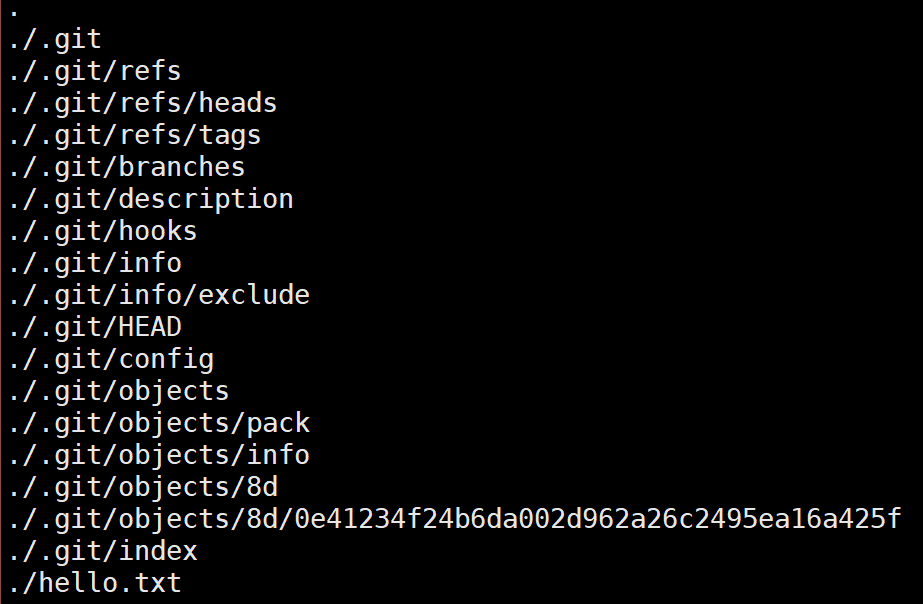 .
./.git
./.git/refs
./.git/refs/heads
./.git/refs/tags
./.git/branches
./.git/description
./.git/hooks
./.git/info
./.git/info/exclude
./.git/HEAD
./.git/config
./.git/objects
./.git/objects/pack
./.git/objects/info
./.git/objects/8d
./.git/objects/8d/0e41234f24b6da002d962a26c2495ea16a425f
./.git/index
./hello.txt